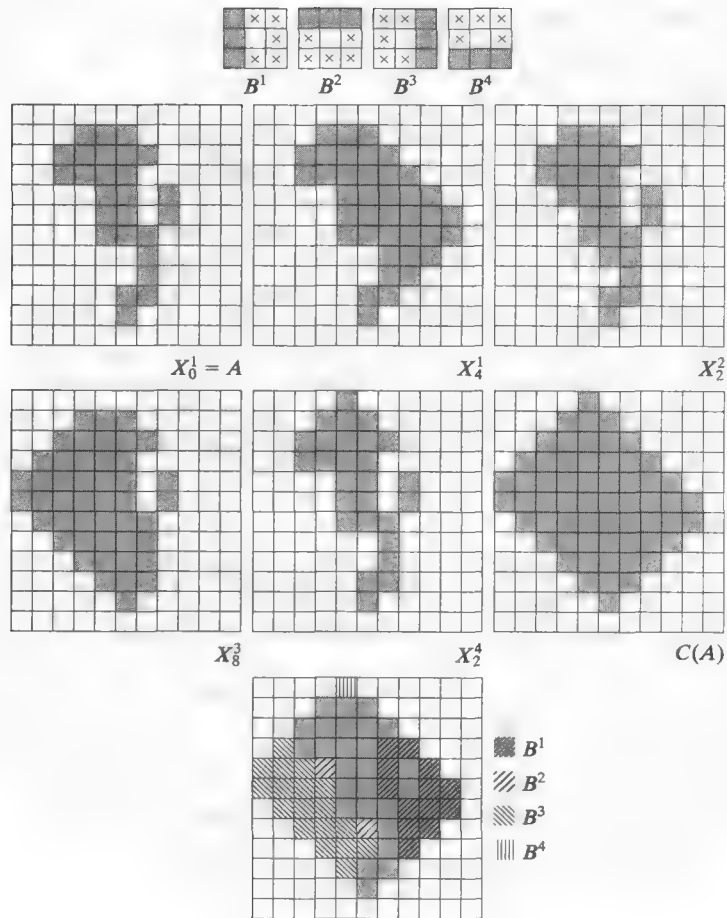 × × × × × ×
× × × × × ×
× × × × × ×
B¹ B² B³ B⁴
X₀¹ = A X₄¹ X₂²
X₈³ X₂⁴ C(A)
B¹
B²
B³
B⁴